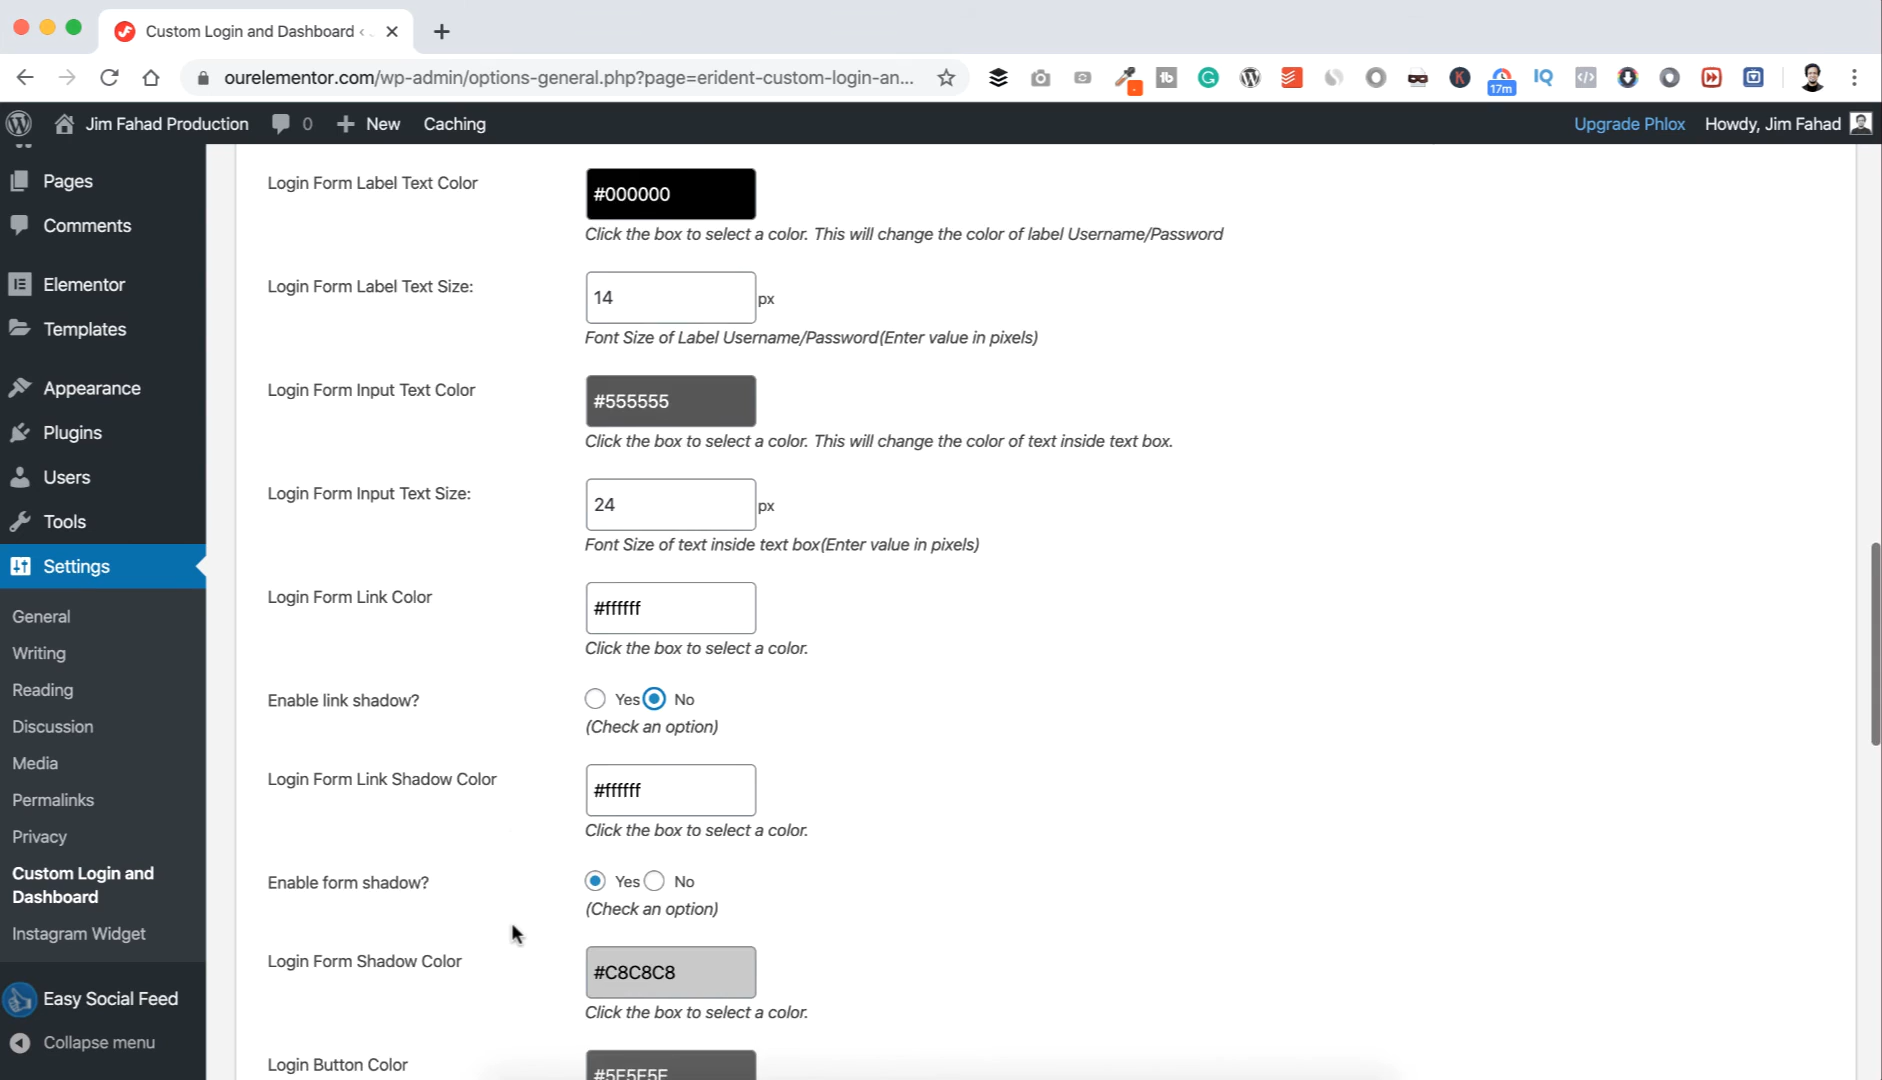 Custom Login and Dashboard ‹
ourelementor.com/wp-admin/options-general.php?page=erident-custom-login-an...
17m
Jim Fahad Production
0
New
Caching
Upgrade Phlox
Howdy, Jim Fahad
Pages
Comments
Elementor
Templates
Appearance
Plugins
Users
Tools
Settings
General
Writing
Reading
Discussion
Media
Permalinks
Privacy
Custom Login and
Dashboard
Instagram Widget
Easy Social Feed
Collapse menu
Login Form Label Text Color
#000000
Click the box to select a color. This will change the color of label Username/Password
Login Form Label Text Size:
14
px
Font Size of Label Username/Password(Enter value in pixels)
Login Form Input Text Color
#555555
Click the box to select a color. This will change the color of text inside text box.
Login Form Input Text Size:
24
px
Font Size of text inside text box(Enter value in pixels)
Login Form Link Color
#ffffff
Click the box to select a color.
Enable link shadow?
Yes No
(Check an option)
Login Form Link Shadow Color
#ffffff
Click the box to select a color.
Enable form shadow?
Yes No
(Check an option)
Login Form Shadow Color
#C8C8C8
Click the box to select a color.
Login Button Color
#5E5E5E